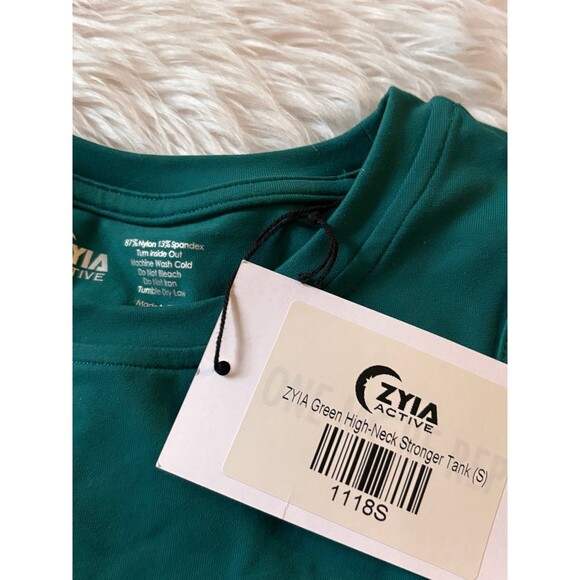 ZYIA
ACTIVE
87% Nylon 13% Spandex
Turn Inside Out
Machine Wash Cold
Do Not Bleach
Do Not Iron
Tumble Dry Low
ZYIA
ACTIVE
ZYIA Green High-Neck Stronger Tank (S)
1118S